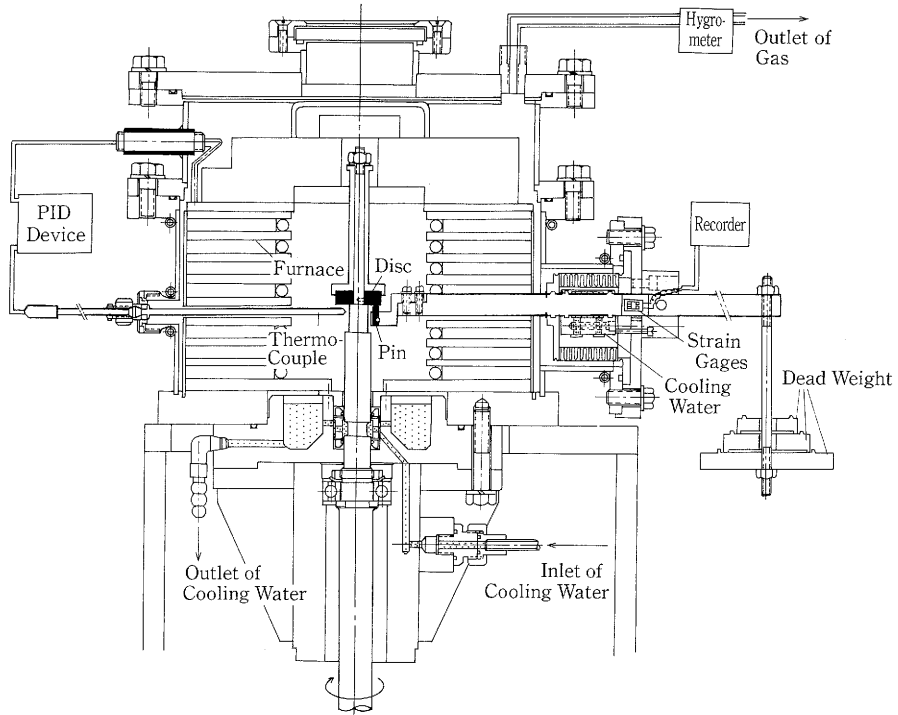 Hygro-
meter
Outlet of
Gas
PID
Device
Recorder
Furnace
Disc
Thermo-
Couple
Pin
Strain
Gages
Cooling
Water
Dead Weight
Outlet of
Cooling Water
Inlet of
Cooling Water